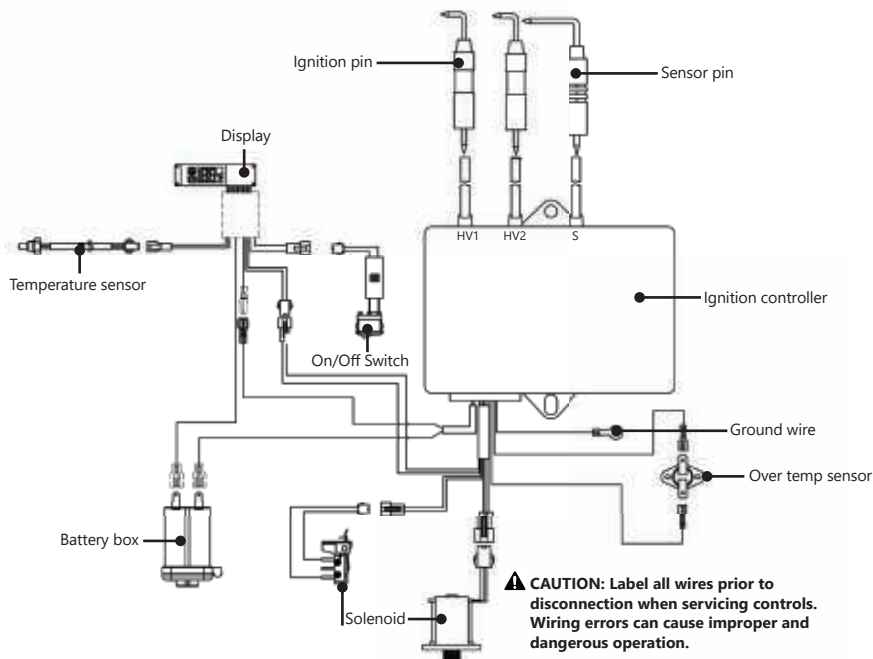 Ignition pin
Sensor pin
Display
HV1
HV2
S
Temperature sensor
Ignition controller
On/Off Switch
Ground wire
Over temp sensor
Battery box
Solenoid
CAUTION: Label all wires prior to
disconnection when servicing controls.
Wiring errors can cause improper and
dangerous operation.